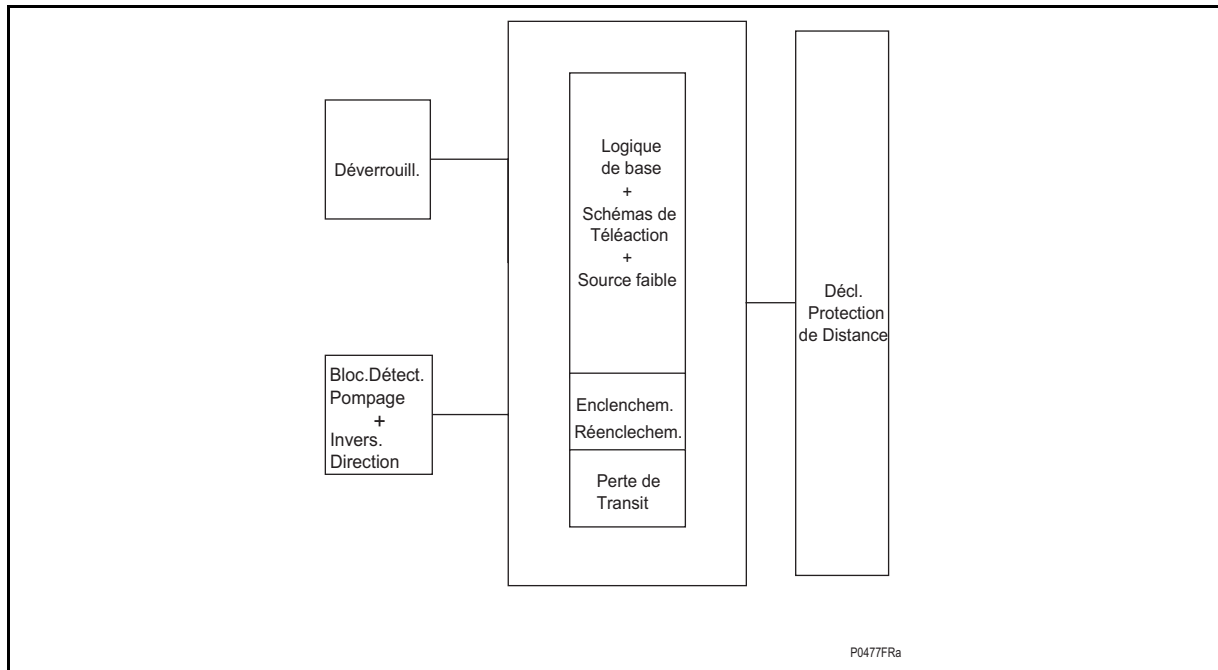 Déverrouill.
Bloc.Détect.
Pompage
+
Invers.
Direction
Logique
de base
+
Schémas de
Téléaction
+
Source faible
Enclenchem.
Réenclechem.
Perte de
Transit
Décl.
Protection
de Distance
P0477FRa